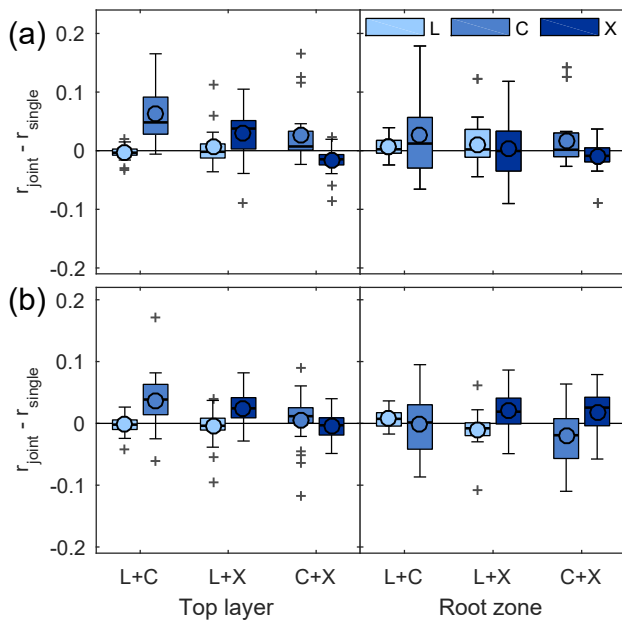 (a)
L C X
r_joint - r_single
0.2
0.1
0
-0.1
-0.2
(b)
r_joint - r_single
0.2
0.1
0
-0.1
-0.2
L+C L+X C+X L+C L+X C+X
Top layer Root zone